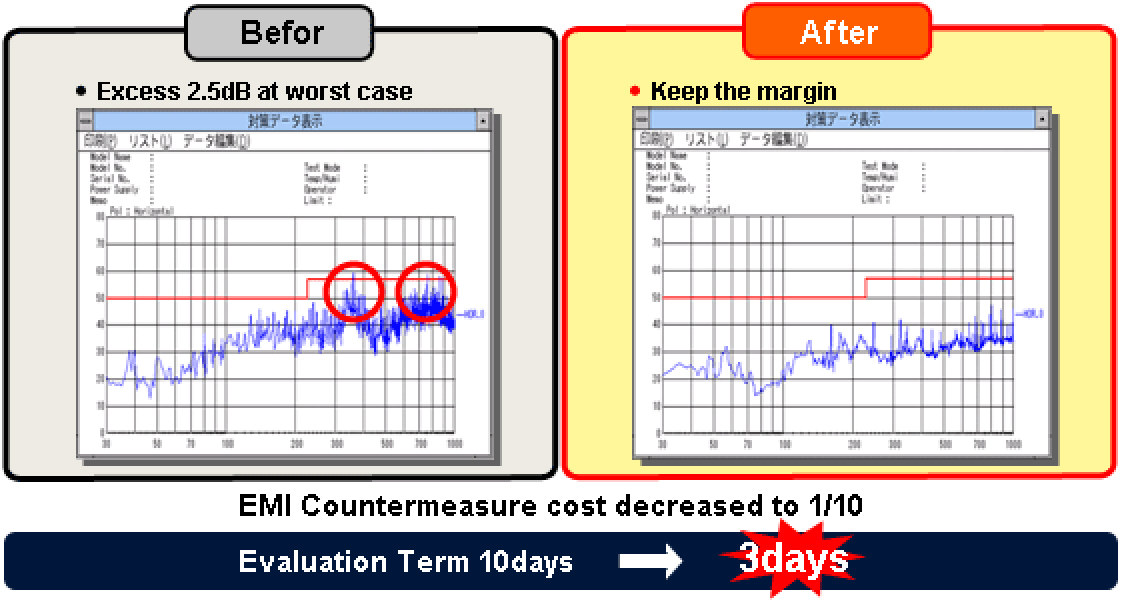 Befor
• Excess 2.5dB at worst case
対策データ表示
印刷(P) リスト(L) データ編集(D)
Model Name :
Model No. : Test Mode :
Serial No. : Temp/Humi :
Power Supply : Operator :
Memo : Limit :
Pol : Horizontal
80
70
60
50
40
30
20
10
0
30 50 70 100 200 300 500 700 1000
After
• Keep the margin
対策データ表示
印刷(P) リスト(L) データ編集(D)
Model Name :
Model No. : Test Mode :
Serial No. : Temp/Humi :
Power Supply : Operator :
Memo : Limit :
Pol : Horizontal
80
70
60
50
40
30
20
10
0
30 50 70 100 200 300 500 700 1000
EMI Countermeasure cost decreased to 1/10
Evaluation Term 10days 3days